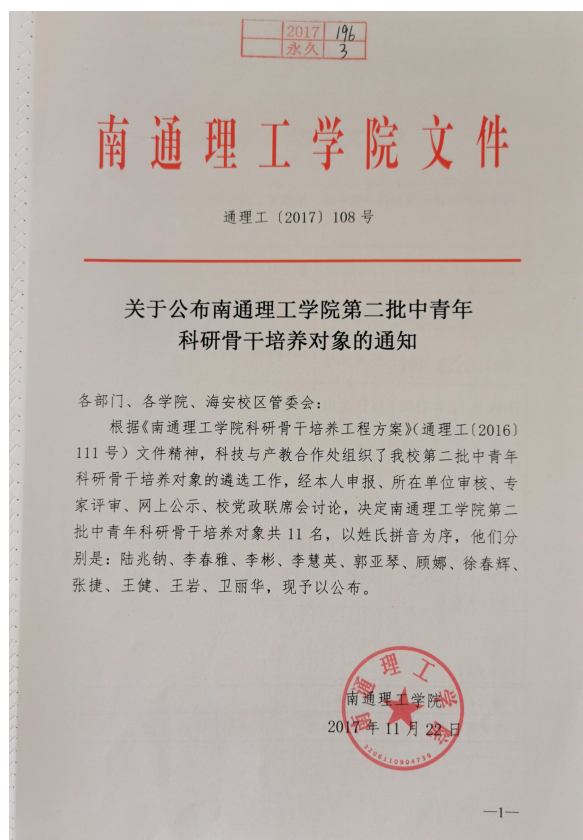 2017 196
永久 3
南通理工学院文件
通理工〔2017〕108号
关于公布南通理工学院第二批中青年
科研骨干培养对象的通知
各部门、各学院、海安校区管委会：
根据《南通理工学院科研骨干培养工程方案》（通理工〔2016〕
111号）文件精神，科技与产教合作处组织了我校第二批中青年
科研骨干培养对象的遴选工作，经本人申报、所在单位审核、专
家评审、网上公示、校党政联席会讨论，决定南通理工学院第二
批中青年科研骨干培养对象共11名，以姓氏拼音为序，他们分
别是：陆兆钠、李春雅、李彬、李慧英、郭亚琴、顾娜、徐春辉、
张捷、王健、王岩、卫丽华，现予以公布。
南通理工学院
南通理工学院
2017年11月22日
3206110904739
—1—